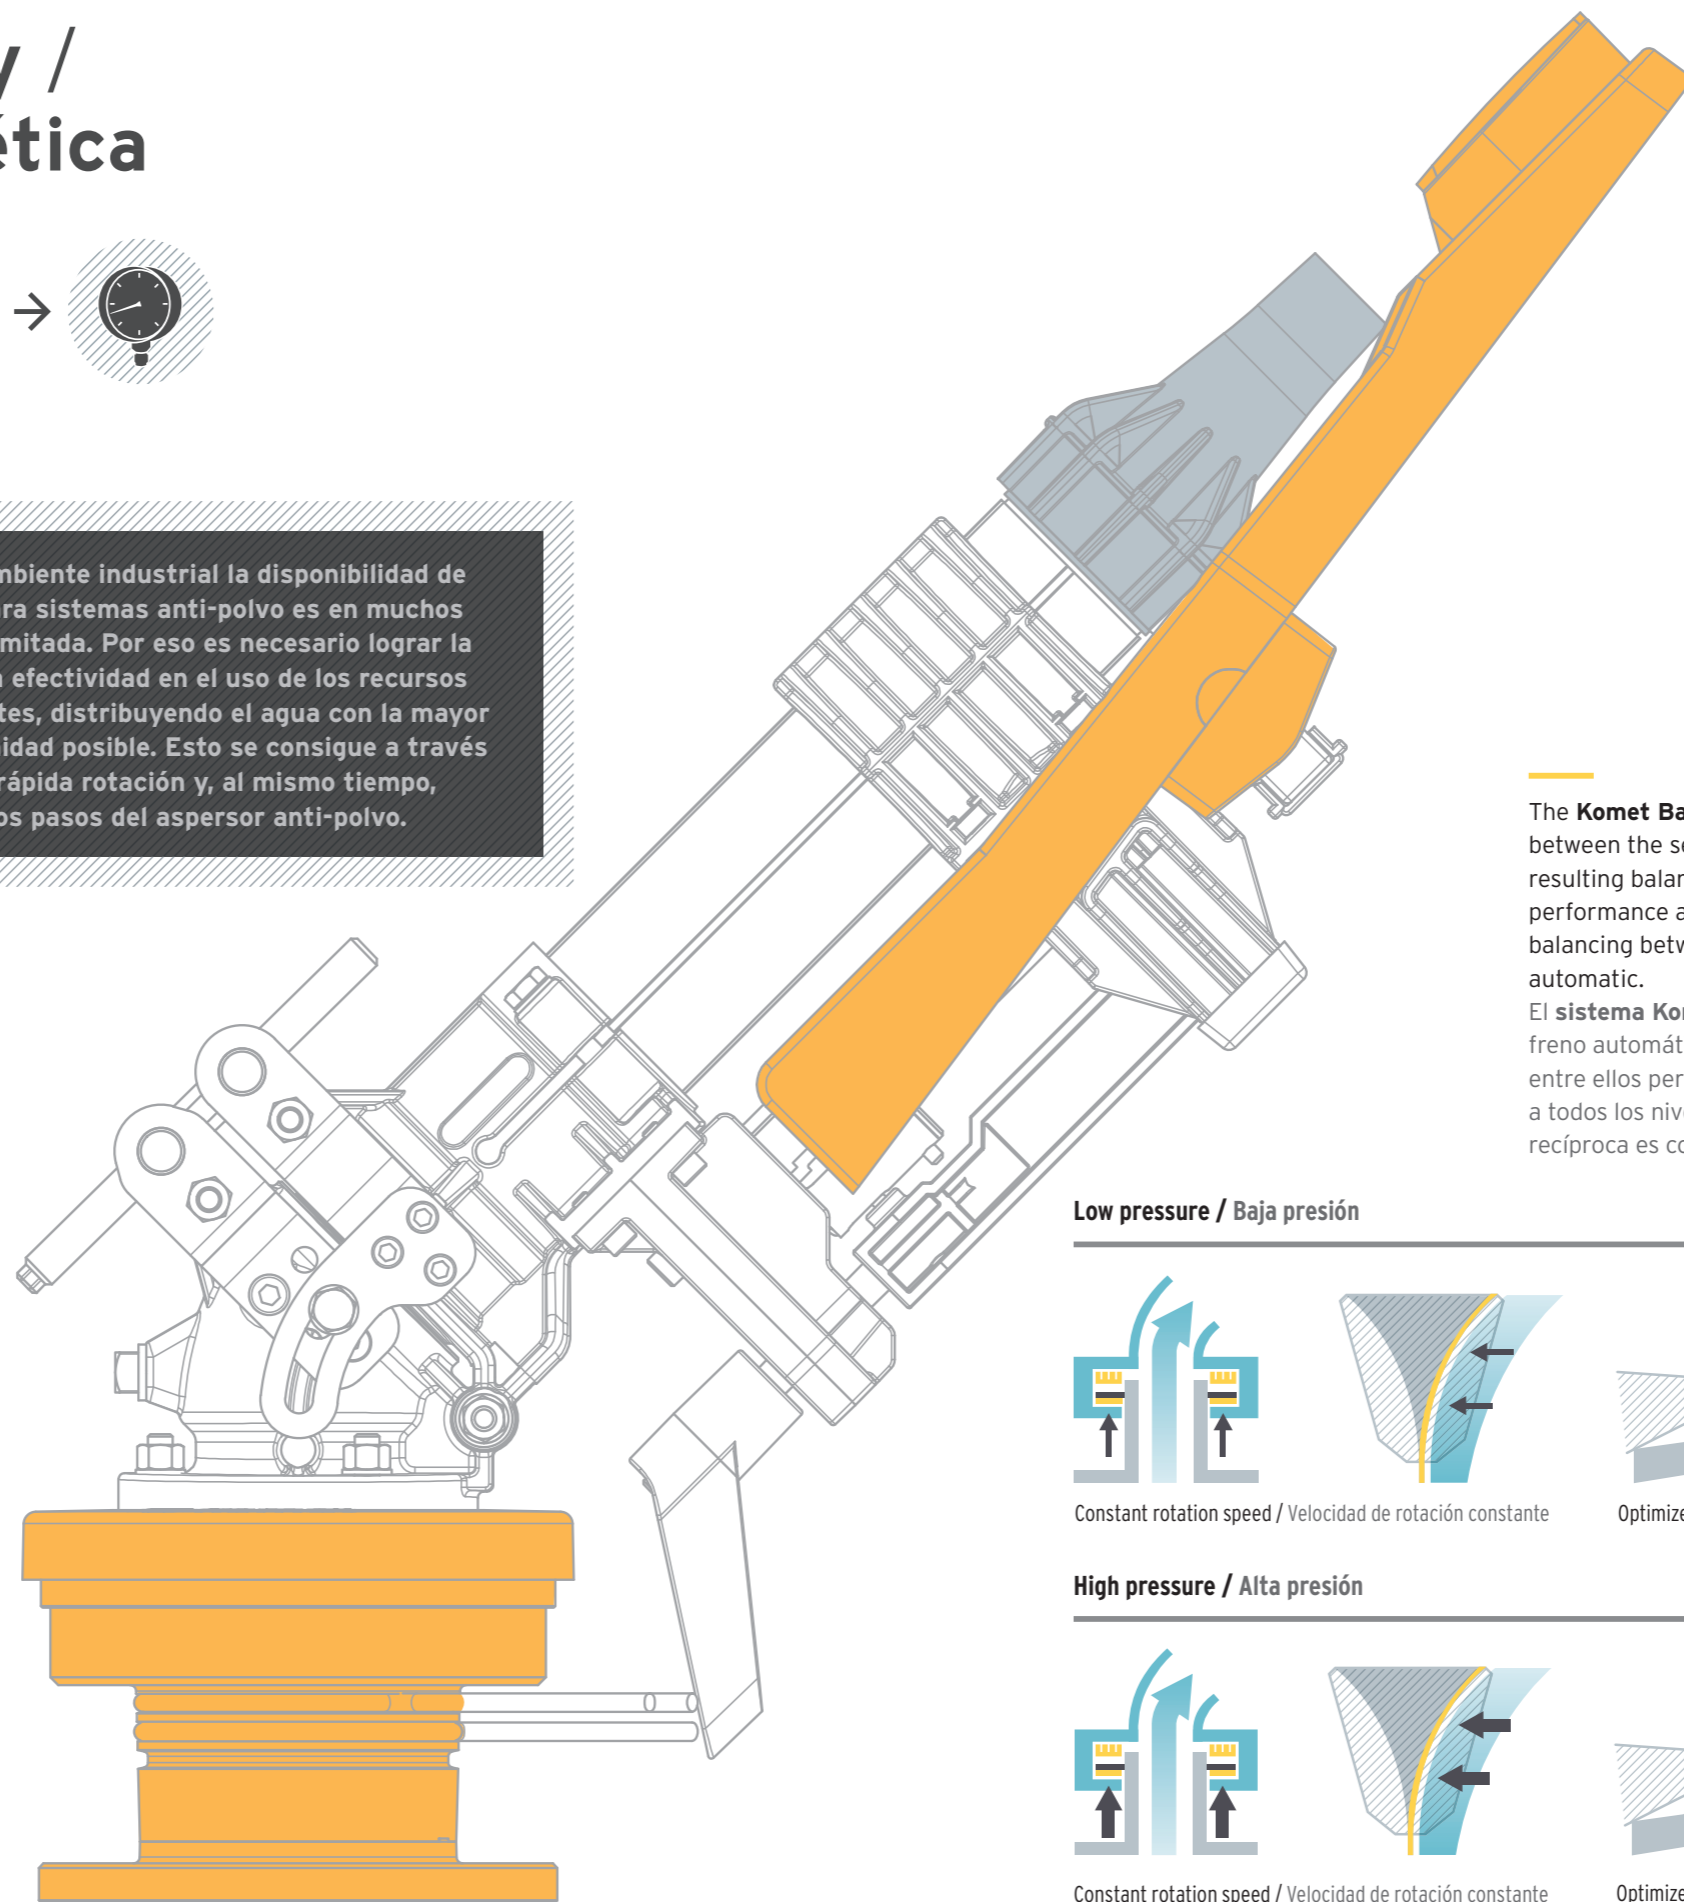 y /
ética
mbiente industrial la disponibilidad de
ara sistemas anti-polvo es en muchos
mitada. Por eso es necesario lograr la
a efectividad en el uso de los recursos
tes, distribuyendo el agua con la mayor
idad posible. Esto se consigue a través
rápida rotación y, al mismo tiempo,
os pasos del aspersor anti-polvo.
The Komet Ba
between the se
resulting balan
performance a
balancing betw
automatic.
El sistema Kor
freno automát
entre ellos per
a todos los nive
recíproca es co
Low pressure / Baja presión
Constant rotation speed / Velocidad de rotación constante
Optimize
High pressure / Alta presión
Constant rotation speed / Velocidad de rotación constante
Optimize